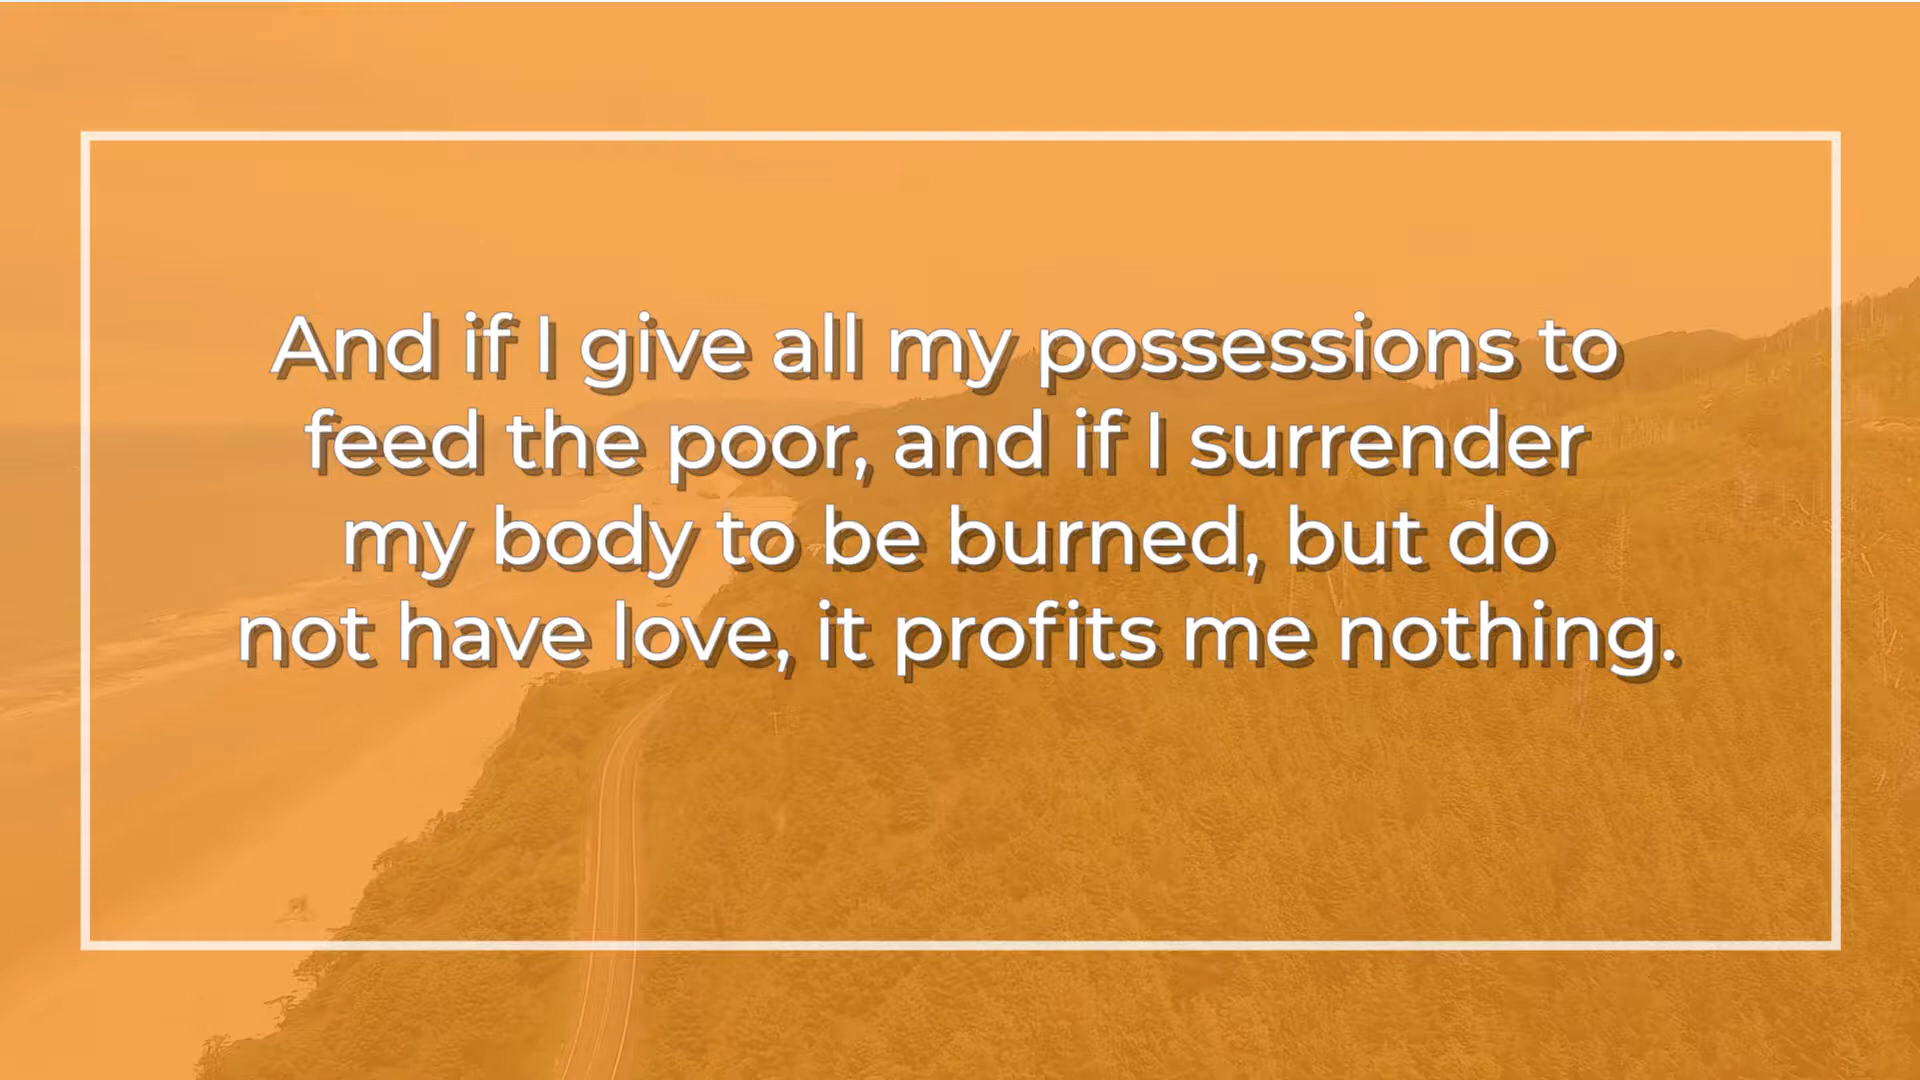 And if I give all my possessions to
feed the poor, and if I surrender
my body to be burned, but do
not have love, it profits me nothing.